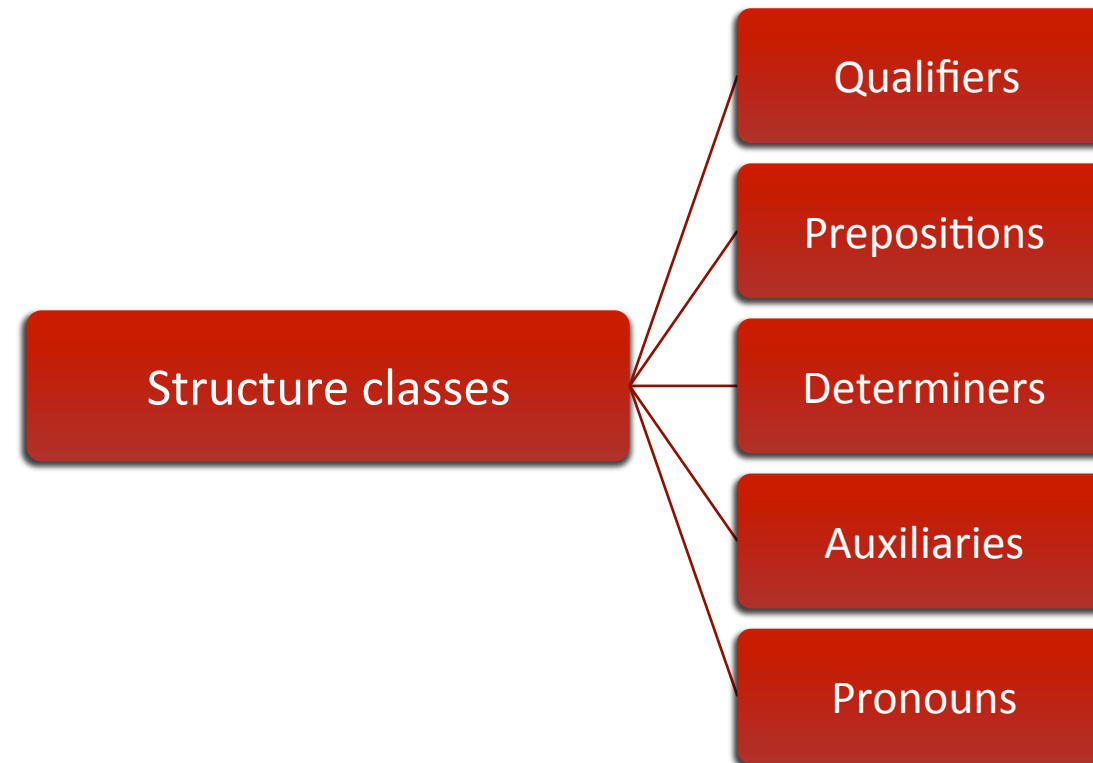 Qualifiers
Prepositions
Structure classes
Determiners
Auxiliaries
Pronouns